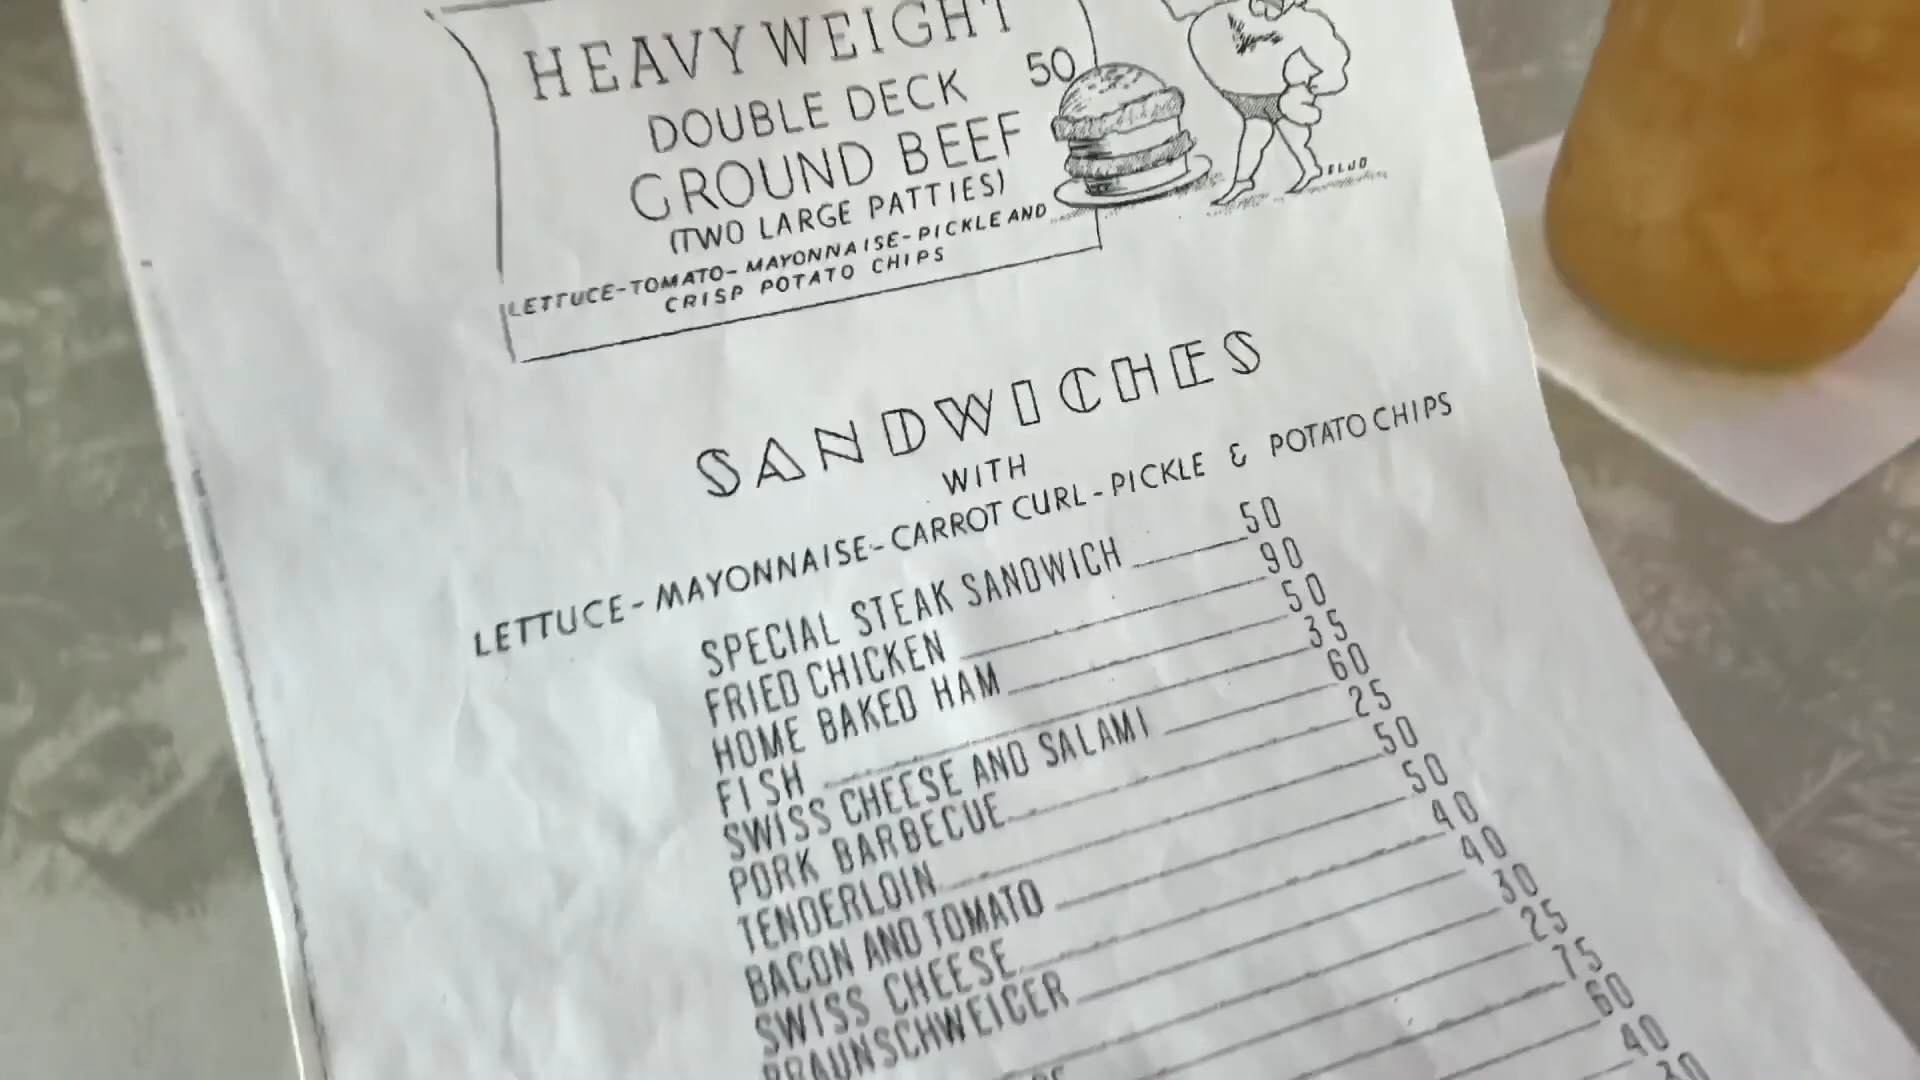 HEAVYWEIGHT
DOUBLE DECK 50
GROUND BEEF
(TWO LARGE PATTIES)
LETTUCE-TOMATO-MAYONNAISE-PICKLE AND
CRISP POTATO CHIPS
SANDWICHES
WITH
LETTUCE-MAYONNAISE-CARROT CURL-PICKLE & POTATO CHIPS
SPECIAL STEAK SANDWICH 50
FRIED CHICKEN 90
HOME BAKED HAM 50
FISH 35
SWISS CHEESE AND SALAMI 60
PORK BARBECUE 25
TENDERLOIN 50
BACON AND TOMATO 50
SWISS CHEESE 40
BRAUNSCHWEIGER 40
30
25
75
60
40